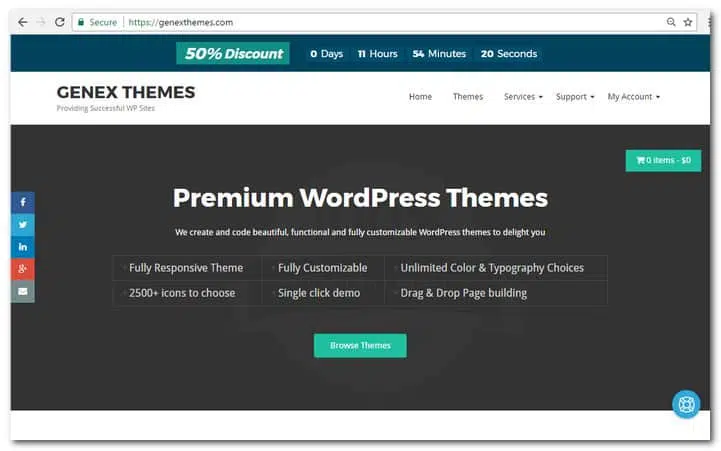 Secure https://genexthemes.com
50% Discount 0 Days 11 Hours 54 Minutes 20 Seconds
GENEX THEMES
Providing Successful WP Sites
Home Themes Services Support My Account
0 items - $0
Premium WordPress Themes
We create and code beautiful, functional and fully customizable WordPress themes to delight you
Fully Responsive Theme Fully Customizable Unlimited Color & Typography Choices
2500+ icons to choose Single click demo Drag & Drop Page building
Browse Themes